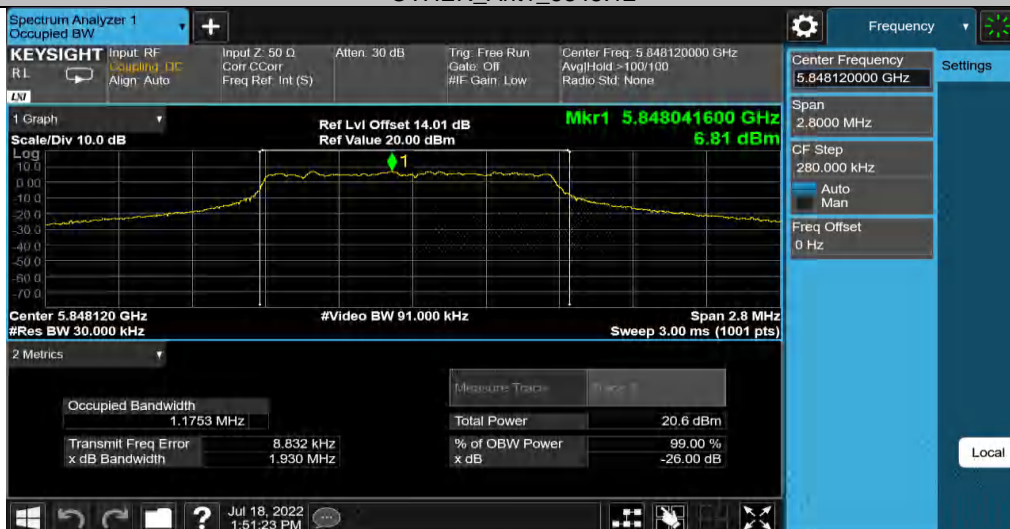 Spectrum Analyzer 1
Occupied BW
Frequency
KEYSIGHT
RL
LXI
Input: RF
Coupling: DC
Align: Auto
Input Z: 50 Ω
Corr CCorr
Freq Ref: Int (S)
Atten: 30 dB
Trig: Free Run
Gate: Off
#IF Gain: Low
Center Freq: 5.848120000 GHz
Avg|Hold:>100/100
Radio Std: None
Center Frequency
5.848120000 GHz
Settings
Span
2.8000 MHz
CF Step
280.000 kHz
Auto
Man
Freq Offset
0 Hz
1 Graph
Scale/Div 10.0 dB
Log
Ref Lvl Offset 14.01 dB
Ref Value 20.00 dBm
Mkr1 5.848041600 GHz
6.81 dBm
1
10.0
0.00
-10.0
-20.0
-30.0
-40.0
-50.0
-60.0
-70.0
Center 5.848120 GHz
#Video BW 91.000 kHz
Span 2.8 MHz
#Res BW 30.000 kHz
Sweep 3.00 ms (1001 pts)
2 Metrics
Measure Trace
Trace 1
Occupied Bandwidth
1.1753 MHz
Total Power
20.6 dBm
Transmit Freq Error
8.832 kHz
% of OBW Power
99.00 %
x dB Bandwidth
1.930 MHz
x dB
-26.00 dB
Local
?
Jul 18, 2022
1:51:23 PM